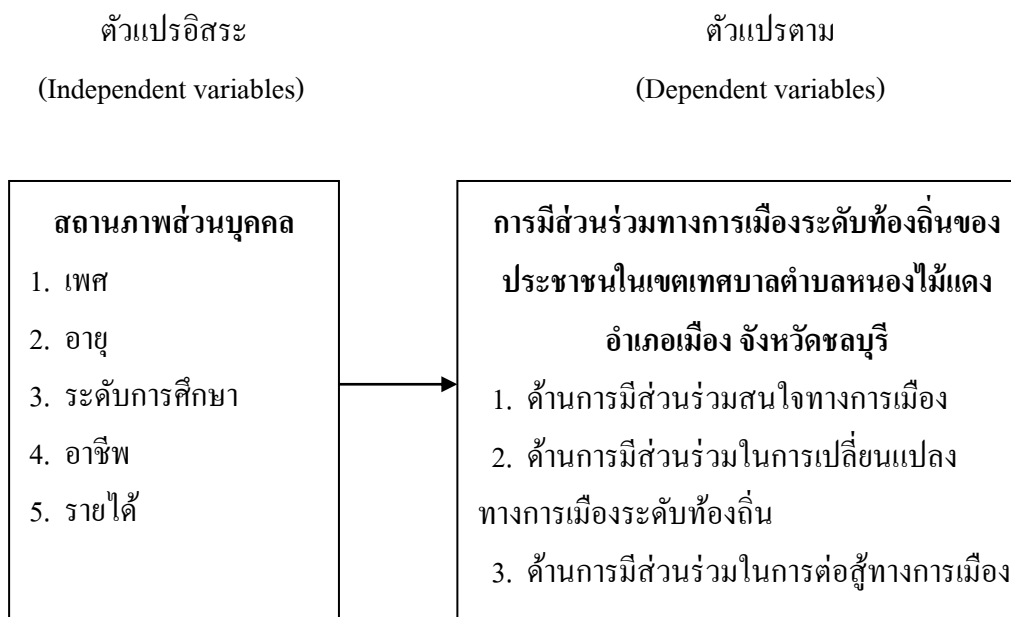 ตัวแปรอิสระ
(Independent variables)
ตัวแปรตาม
(Dependent variables)
สถานภาพส่วนบุคคล
1. เพศ
2. อายุ
3. ระดับการศึกษา
4. อาชีพ
5. รายได้
การมีส่วนร่วมทางการเมืองระดับท้องถิ่นของ
ประชาชนในเขตเทศบาลตำบลหนองไม้แดง
อำเภอเมือง จังหวัดชลบุรี
1. ด้านการมีส่วนร่วมสนใจทางการเมือง
2. ด้านการมีส่วนร่วมในการเปลี่ยนแปลง
ทางการเมืองระดับท้องถิ่น
3. ด้านการมีส่วนร่วมในการต่อสู้ทางการเมือง